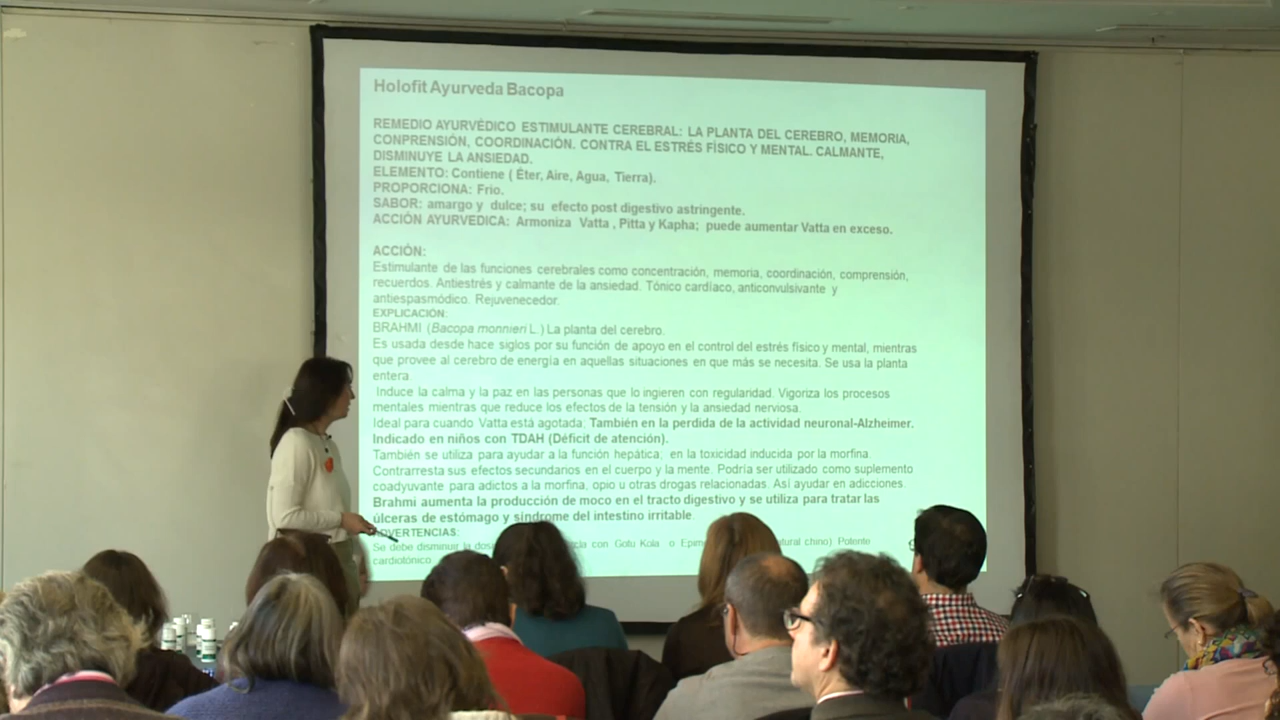 Holofit Ayurveda Bacopa
REMEDIO AYURVÉDICO ESTIMULANTE CEREBRAL: LA PLANTA DEL CEREBRO, MEMORIA,
CONPRENSIÓN, COORDINACIÓN. CONTRA EL ESTRÉS FÍSICO Y MENTAL. CALMANTE,
DISMINUYE LA ANSIEDAD.
ELEMENTO: Contiene ( Éter, Aire, Agua, Tierra).
PROPORCIONA: Frio.
SABOR: amargo y dulce; su efecto post digestivo astringente.
ACCIÓN AYURVEDICA: Armoniza Vatta , Pitta y Kapha; puede aumentar Vatta en exceso.
ACCIÓN:
Estimulante de las funciones cerebrales como concentración, memoria, coordinación, comprensión,
recuerdos. Antiestrés y calmante de la ansiedad. Tónico cardíaco, anticonvulsivante y
antiespasmódico. Rejuvenecedor.
EXPLICACIÓN:
BRAHMI (Bacopa monnieri L.) La planta del cerebro.
Es usada desde hace siglos por su función de apoyo en el control del estrés físico y mental, mientras
que provee al cerebro de energía en aquellas situaciones en que más se necesita. Se usa la planta
entera.
Induce la calma y la paz en las personas que lo ingieren con regularidad. Vigoriza los procesos
mentales mientras que reduce los efectos de la tensión y la ansiedad nerviosa.
Ideal para cuando Vatta está agotada; También en la perdida de la actividad neuronal-Alzheimer.
Indicado en niños con TDAH (Déficit de atención).
También se utiliza para ayudar a la función hepática; en la toxicidad inducida por la morfina.
Contrarresta sus efectos secundarios en el cuerpo y la mente. Podría ser utilizado como suplemento
coadyuvante para adictos a la morfina, opio u otras drogas relacionadas. Así ayudar en adicciones.
Brahmi aumenta la producción de moco en el tracto digestivo y se utiliza para tratar las
úlceras de estómago y síndrome del intestino irritable.
ADVERTENCIAS:
Se debe disminuir la con Gotu Kola o chino) Potente
cardiotónico